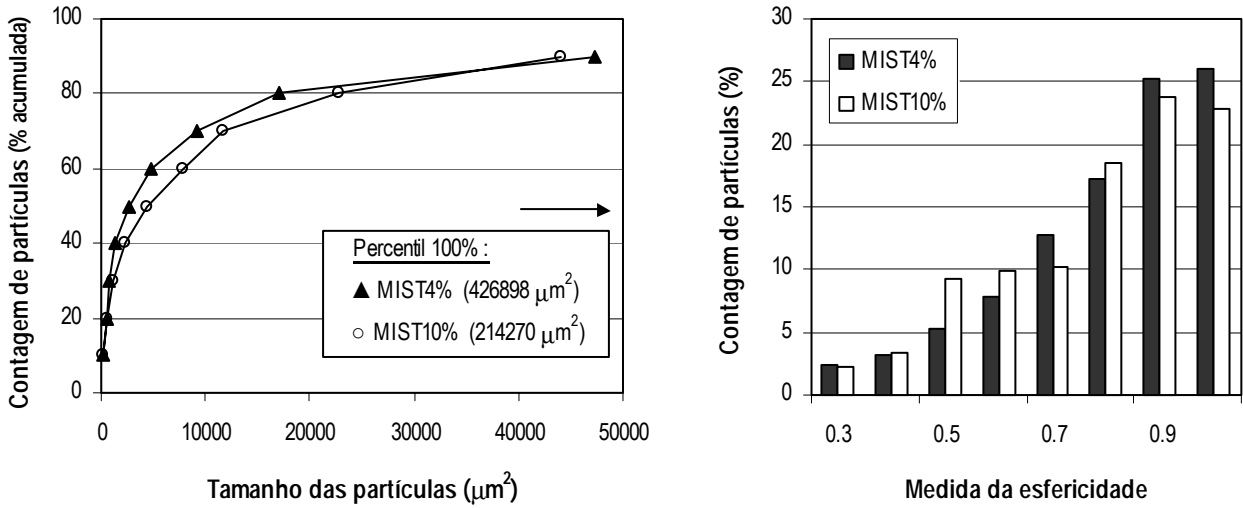 Contagem de partículas (% acumulada)
100
80
60
40
20
0
Percentil 100% :
MIST4% (426898 μm²)
MIST10% (214270 μm²)
0 10000 20000 30000 40000 50000
Tamanho das partículas (μm²)
Contagem de partículas (%)
30
25
20
15
10
5
0
MIST4%
MIST10%
0.3 0.5 0.7 0.9
Medida da esfericidade